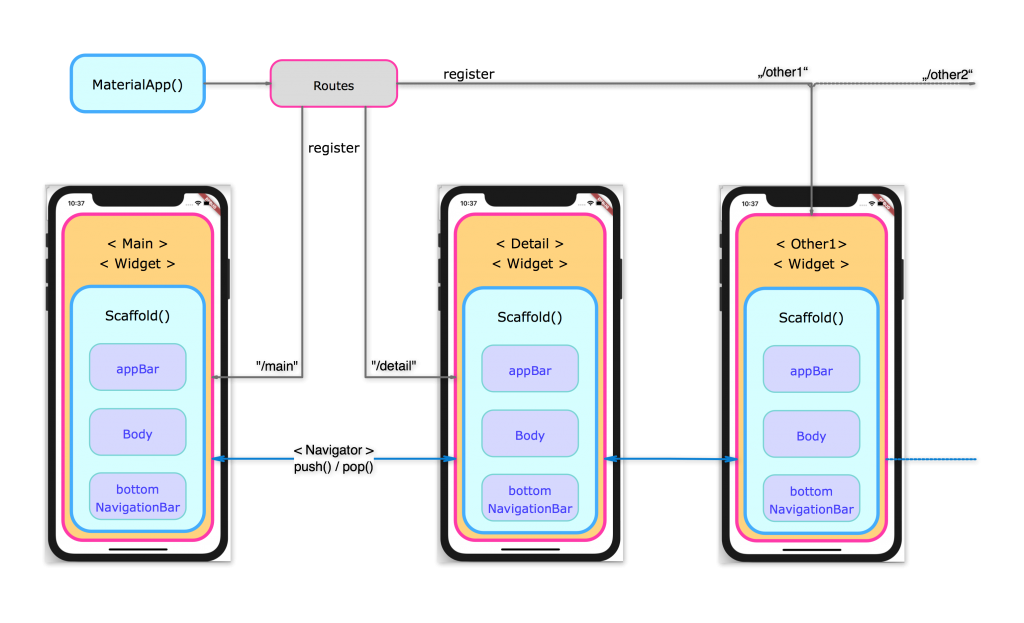 MaterialApp()
Routes
register
„/other1“
„/other2“
register
10:37
< Main >
< Widget >
Scaffold()
appBar
Body
bottom
NavigationBar
"/main"
"/detail"
< Navigator >
push() / pop()
10:37
< Detail >
< Widget >
Scaffold()
appBar
Body
bottom
NavigationBar
10:37
< Other1>
< Widget >
Scaffold()
appBar
Body
bottom
NavigationBar